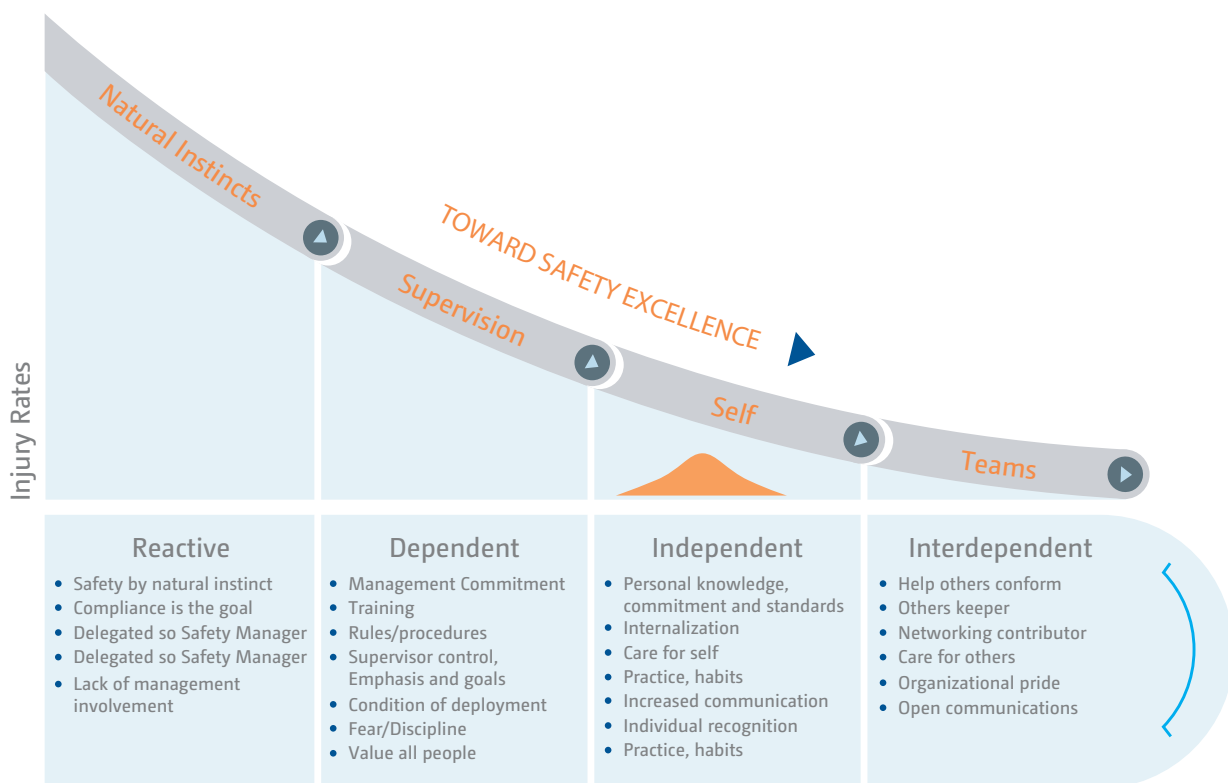 Natural Instincts
TOWARD SAFETY EXCELLENCE
Supervision
Self
Teams
Injury Rates
Reactive
Safety by natural instinct
Compliance is the goal
Delegated so Safety Manager
Delegated so Safety Manager
Lack of management
involvement
Dependent
Management Commitment
Training
Rules/procedures
Supervisor control,
Emphasis and goals
Condition of deployment
Fear/Discipline
Value all people
Independent
Personal knowledge,
commitment and standards
Internalization
Care for self
Practice, habits
Increased communication
Individual recognition
Practice, habits
Interdependent
Help others conform
Others keeper
Networking contributor
Care for others
Organizational pride
Open communications